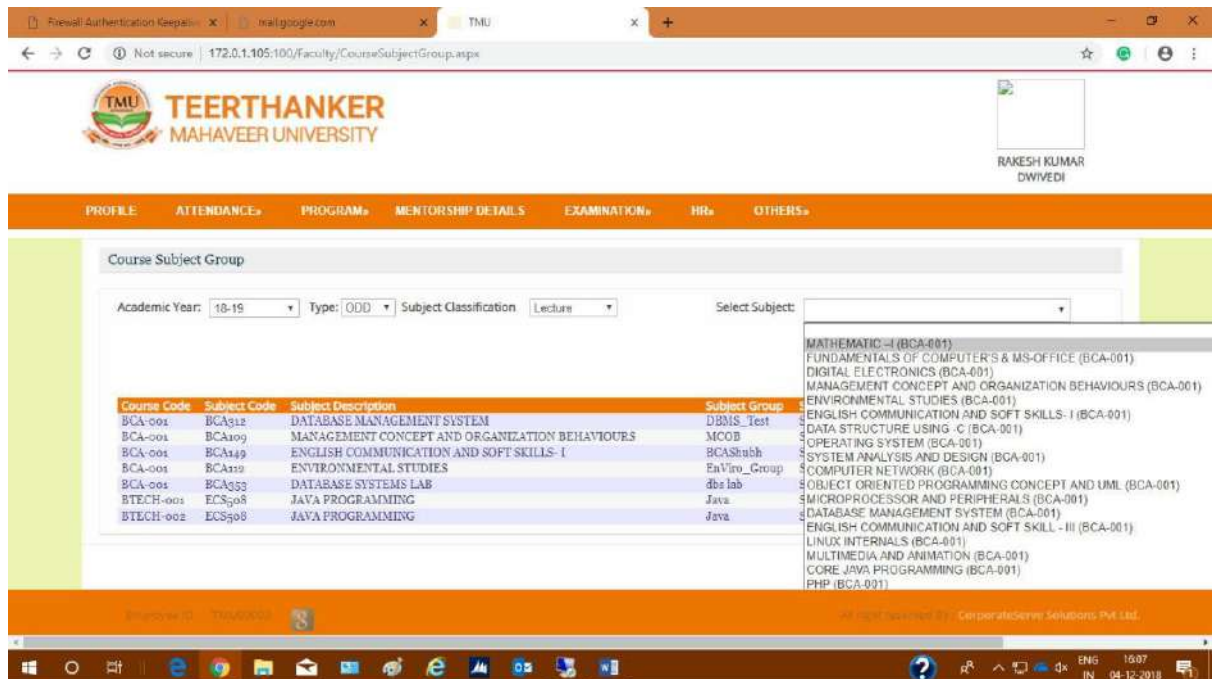 Firewall Authentication Keepaliv
mail.google.com
TMU
Not secure | 172.0.1.105:100/Faculty/CourseSubjectGroup.aspx
TMU
TEERTHANKER
MAHAVEER UNIVERSITY
RAKESH KUMAR
DWIVEDI
PROFILE ATTENDANCE» PROGRAM» MENTORSHIP DETAILS EXAMINATION» HR» OTHERS»
Course Subject Group
Academic Year: 18-19 Type: ODD Subject Classification Lecture Select Subject:
MATHEMATIC –I (BCA-001)
FUNDAMENTALS OF COMPUTER'S & MS-OFFICE (BCA-001)
DIGITAL ELECTRONICS (BCA-001)
MANAGEMENT CONCEPT AND ORGANIZATION BEHAVIOURS (BCA-001)
ENVIRONMENTAL STUDIES (BCA-001)
ENGLISH COMMUNICATION AND SOFT SKILLS- I (BCA-001)
DATA STRUCTURE USING -C (BCA-001)
OPERATING SYSTEM (BCA-001)
SYSTEM ANALYSIS AND DESIGN (BCA-001)
COMPUTER NETWORK (BCA-001)
OBJECT ORIENTED PROGRAMMING CONCEPT AND UML (BCA-001)
MICROPROCESSOR AND PERIPHERALS (BCA-001)
DATABASE MANAGEMENT SYSTEM (BCA-001)
ENGLISH COMMUNICATION AND SOFT SKILL - III (BCA-001)
LINUX INTERNALS (BCA-001)
MULTIMEDIA AND ANIMATION (BCA-001)
CORE JAVA PROGRAMMING (BCA-001)
PHP (BCA-001)
Course Code Subject Code Subject Description Subject Group S
BCA-001 BCA312 DATABASE MANAGEMENT SYSTEM DBMS_Test S
BCA-001 BCA109 MANAGEMENT CONCEPT AND ORGANIZATION BEHAVIOURS MCOB S
BCA-001 BCA149 ENGLISH COMMUNICATION AND SOFT SKILLS- I BCAShubh S
BCA-001 BCA112 ENVIRONMENTAL STUDIES EnViro_Group S
BCA-001 BCA353 DATABASE SYSTEMS LAB dbs lab S
BTECH-001 ECS508 JAVA PROGRAMMING Java S
BTECH-002 ECS508 JAVA PROGRAMMING Java S
Employee ID
All right reserved By CorporateServe Solutions Pvt Ltd.
ENG
IN
16:07
04-12-2018